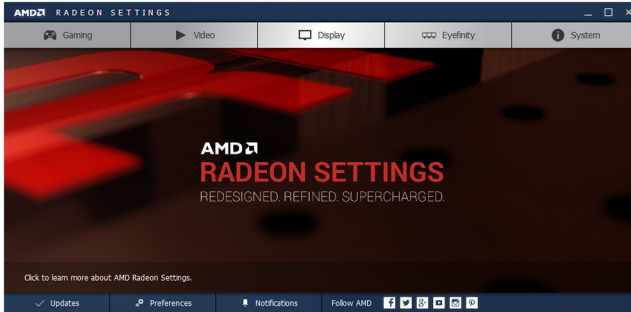 AMD RADEON SETTINGS
Gaming Video Display Eyefinity System
AMD
RADEON SETTINGS
REDESIGNED. REFINED. SUPERCHARGED.
Click to learn more about AMD Radeon Settings.
Updates Preferences Notifications Follow AMD